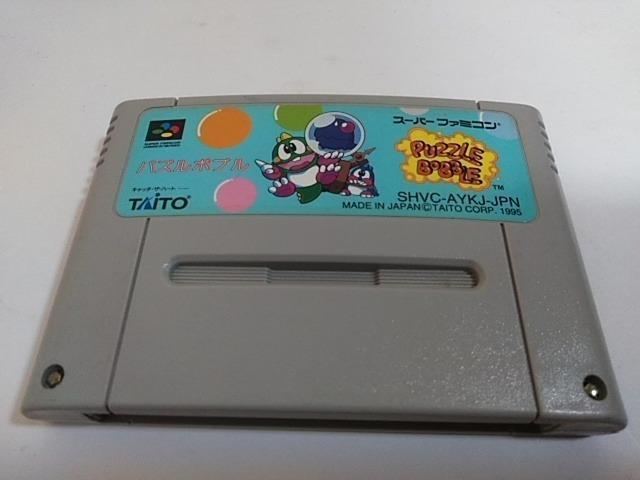 スーパーファミコン
パズルボブル
PUZZLE
BOBBLE
TM
キャッチ・ザ・ハート
TAITO
SHVC-AYKJ-JPN
MADE IN JAPAN ©TAITO CORP. 1995